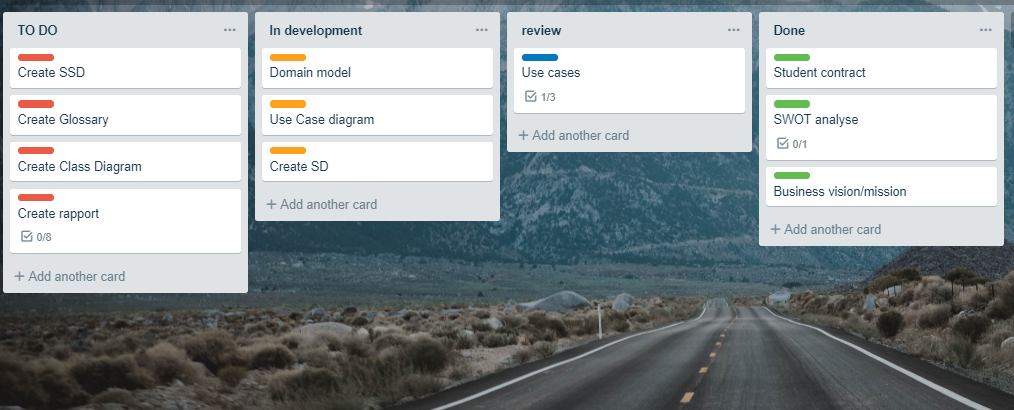 TO DO
Create SSD
Create Glossary
Create Class Diagram
Create rapport
0/8
+ Add another card
In development
Domain model
Use Case diagram
Create SD
+ Add another card
review
Use cases
1/3
+ Add another card
Done
Student contract
SWOT analyse
0/1
Business vision/mission
+ Add another card